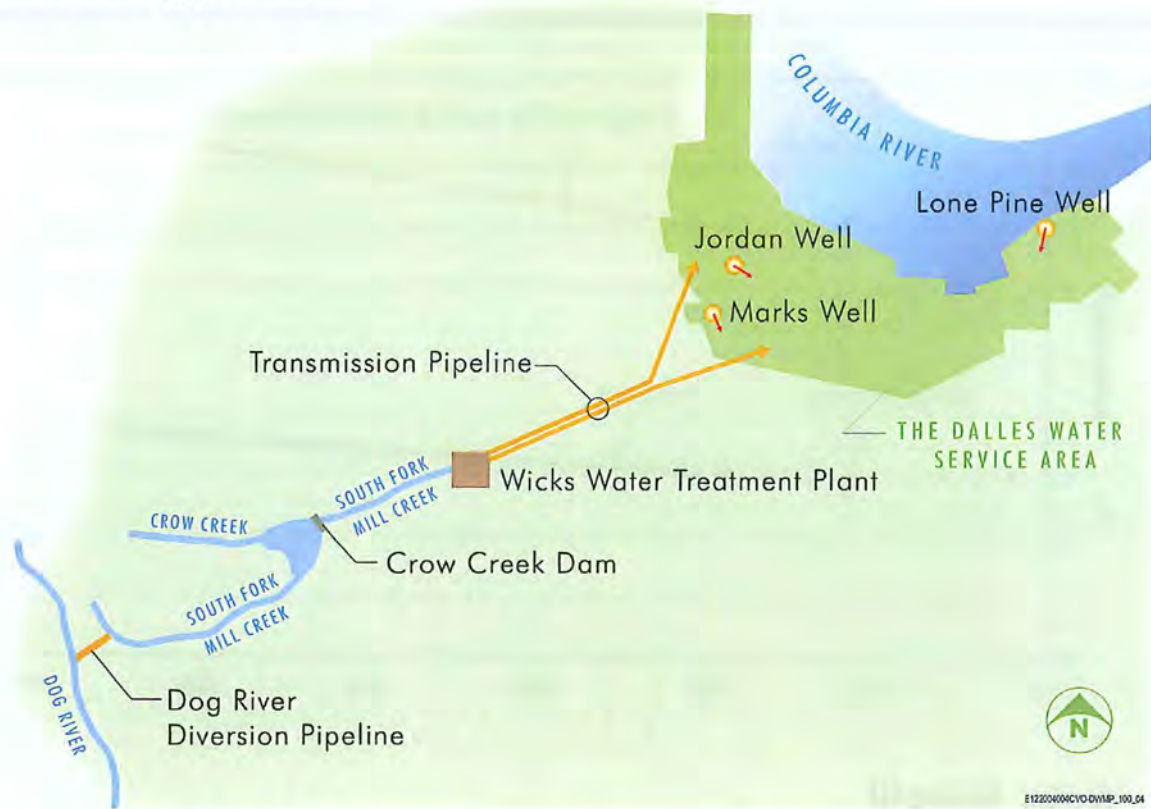 COLUMBIA RIVER
Lone Pine Well
Jordan Well
Marks Well
Transmission Pipeline
THE DALLES WATER
SERVICE AREA
SOUTH FORK
MILL CREEK
Wicks Water Treatment Plant
CROW CREEK
Crow Creek Dam
SOUTH FORK
MILL CREEK
DOG RIVER
Dog River
Diversion Pipeline
N
E122004004CVO-DWMP_100_04